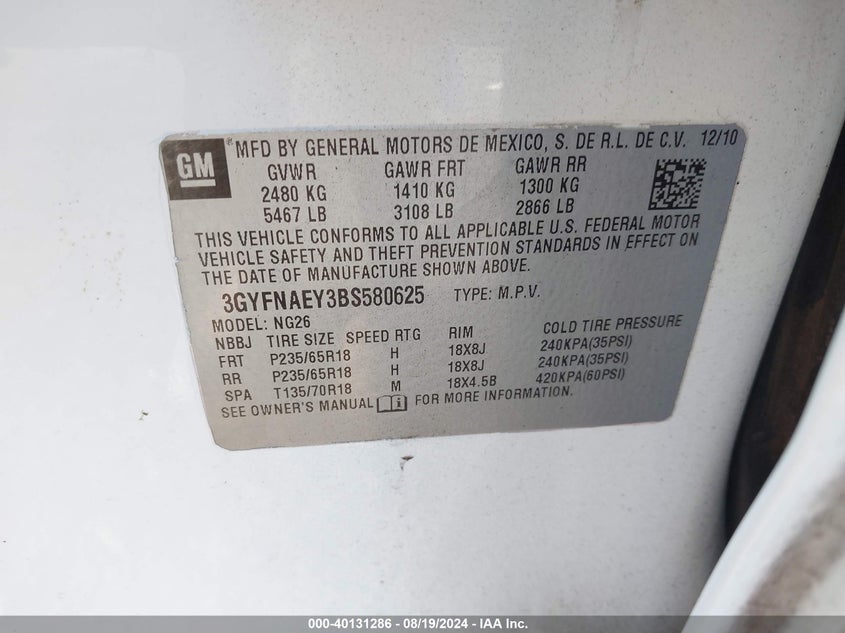 GM ® MFD BY GENERAL MOTORS DE MEXICO, S. DE R.L. DE C.V. 12/10
GVWR GAWR FRT GAWR RR
2480 KG 1410 KG 1300 KG
5467 LB 3108 LB 2866 LB
THIS VEHICLE CONFORMS TO ALL APPLICABLE U.S. FEDERAL MOTOR
VEHICLE SAFETY AND THEFT PREVENTION STANDARDS IN EFFECT ON
THE DATE OF MANUFACTURE SHOWN ABOVE.
3GYFNAEY3BS580625 TYPE: M.P.V.
MODEL: NG26
NBBJ TIRE SIZE SPEED RTG RIM COLD TIRE PRESSURE
FRT P235/65R18 H 18X8J 240KPA(35PSI)
RR P235/65R18 H 18X8J 240KPA(35PSI)
SPA T135/70R18 M 18X4.5B 420KPA(60PSI)
SEE OWNER'S MANUAL i FOR MORE INFORMATION.
000-40131286 - 08/19/2024 - IAA Inc.